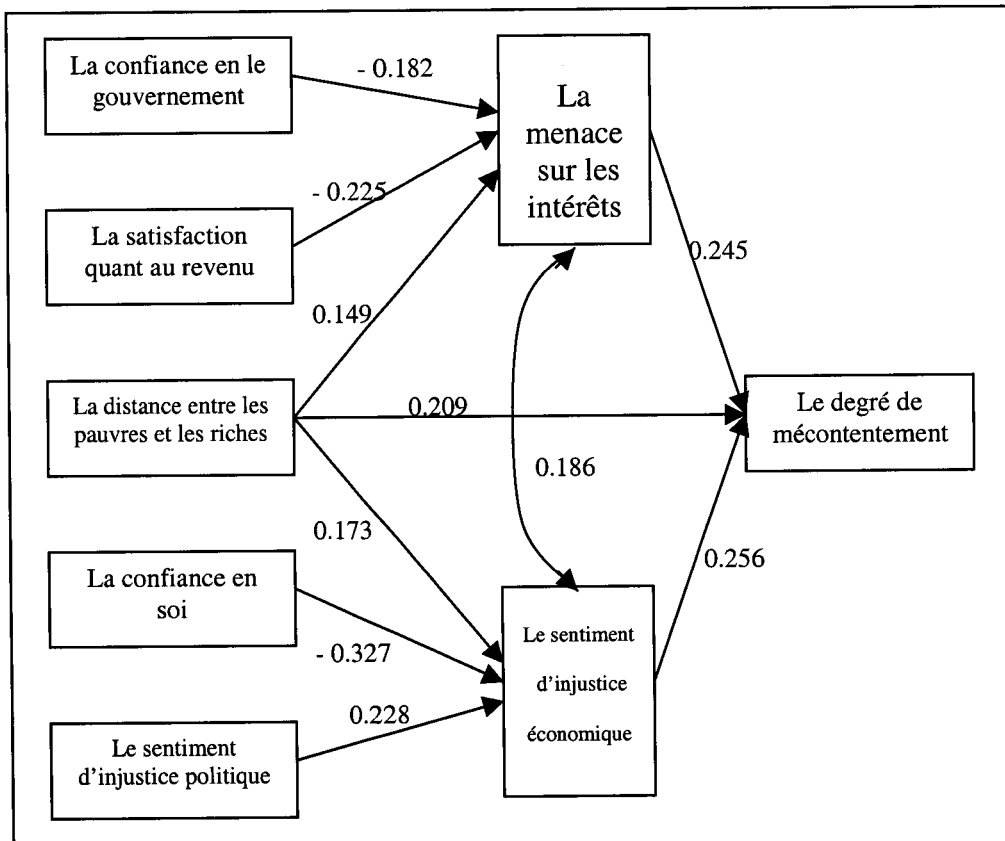 La confiance en le
gouvernement
- 0.182
La
menace
sur les
intérêts
- 0.225
La satisfaction
quant au revenu
0.245
0.149
La distance entre les
pauvres et les riches
0.209
Le degré de
mécontentement
0.186
0.173
0.256
La confiance en
soi
- 0.327
Le sentiment
d'injustice
économique
0.228
Le sentiment
d'injustice politique